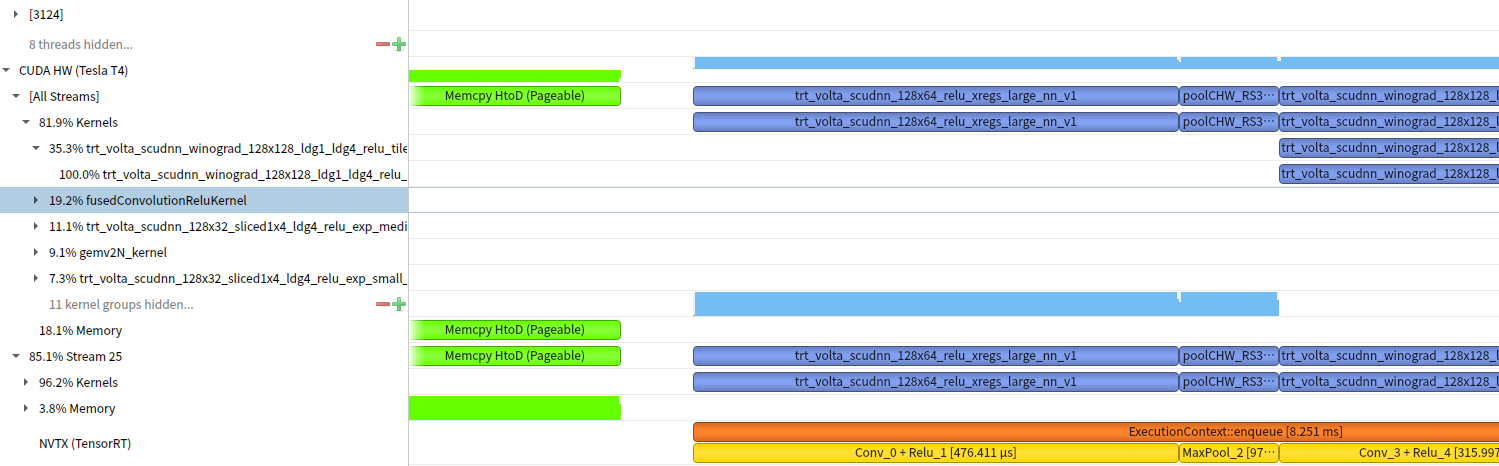 [3124]
8 threads hidden...
CUDA HW (Tesla T4)
[All Streams]
Memcpy HtoD (Pageable) trt_volta_scudnn_128x64_relu_xregs_large_nn_v1 poolCHW_RS3··· trt_volta_scudnn_winograd_128x128_l
81.9% Kernels
trt_volta_scudnn_128x64_relu_xregs_large_nn_v1 poolCHW_RS3··· trt_volta_scudnn_winograd_128x128_l
35.3% trt_volta_scudnn_winograd_128x128_ldg1_ldg4_relu_tile
trt_volta_scudnn_winograd_128x128_l
100.0% trt_volta_scudnn_winograd_128x128_ldg1_ldg4_relu_
trt_volta_scudnn_winograd_128x128_l
19.2% fusedConvolutionReluKernel
11.1% trt_volta_scudnn_128x32_sliced1x4_ldg4_relu_exp_medi
9.1% gemv2N_kernel
7.3% trt_volta_scudnn_128x32_sliced1x4_ldg4_relu_exp_small_
11 kernel groups hidden...
18.1% Memory
Memcpy HtoD (Pageable)
85.1% Stream 25
Memcpy HtoD (Pageable) trt_volta_scudnn_128x64_relu_xregs_large_nn_v1 poolCHW_RS3··· trt_volta_scudnn_winograd_128x128_l
96.2% Kernels
trt_volta_scudnn_128x64_relu_xregs_large_nn_v1 poolCHW_RS3··· trt_volta_scudnn_winograd_128x128_l
3.8% Memory
NVTX (TensorRT)
ExecutionContext::enqueue [8.251 ms]
Conv_0 + Relu_1 [476.411 µs] MaxPool_2 [97··· Conv_3 + Relu_4 [315.997